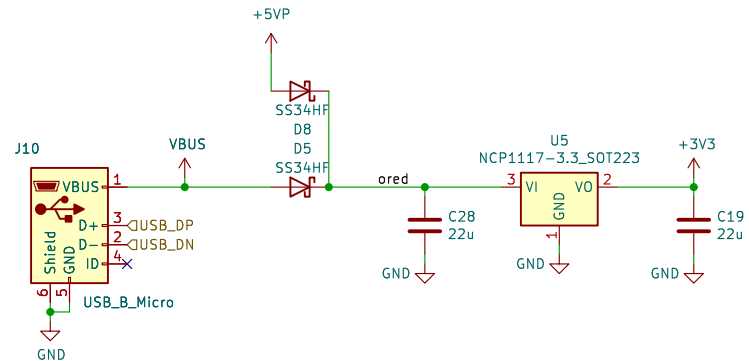 +5VP
SS34HF
D8
D5
SS34HF
J10
VBUS
VBUS
1
D+
3
USB_DP
D-
2
USB_DN
ID
4
Shield
GND
6
5
USB_B_Micro
GND
ored
C28
22u
GND
U5
NCP1117-3.3_SOT223
3
VI
VO
2
GND
1
GND
+3V3
C19
22u
GND